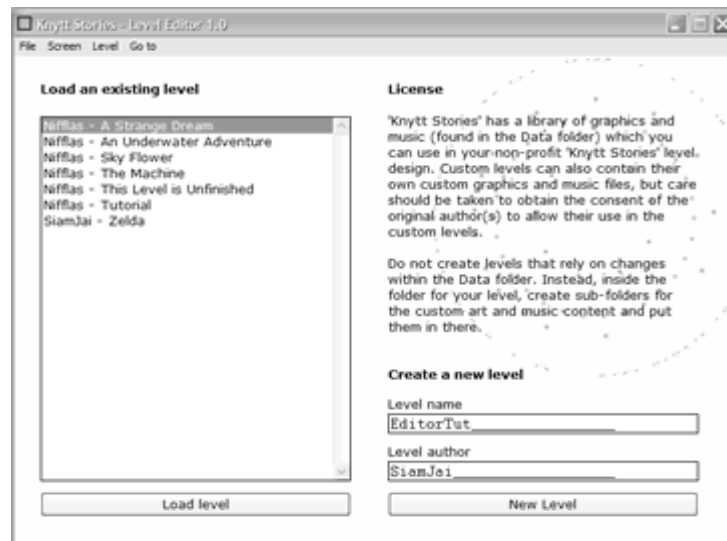 Knytt Stories - Level Editor 1.0
File Screen Level Go to
Load an existing level
Nifflas - A Strange Dream
Nifflas - An Underwater Adventure
Nifflas - Sky Flower
Nifflas - The Machine
Nifflas - This Level is Unfinished
Nifflas - Tutorial
SiamJai - Zelda
Load level
License
'Knytt Stories' has a library of graphics and
music (found in the Data folder) which you
can use in your non-profit 'Knytt Stories' level
design. Custom levels can also contain their
own custom graphics and music files, but care
should be taken to obtain the consent of the
original author(s) to allow their use in the
custom levels.
Do not create levels that rely on changes
within the Data folder. Instead, inside the
folder for your level, create sub-folders for
the custom art and music content and put
them in there.
Create a new level
Level name
EditorTut____________________
Level author
SiamJai______________________
New Level